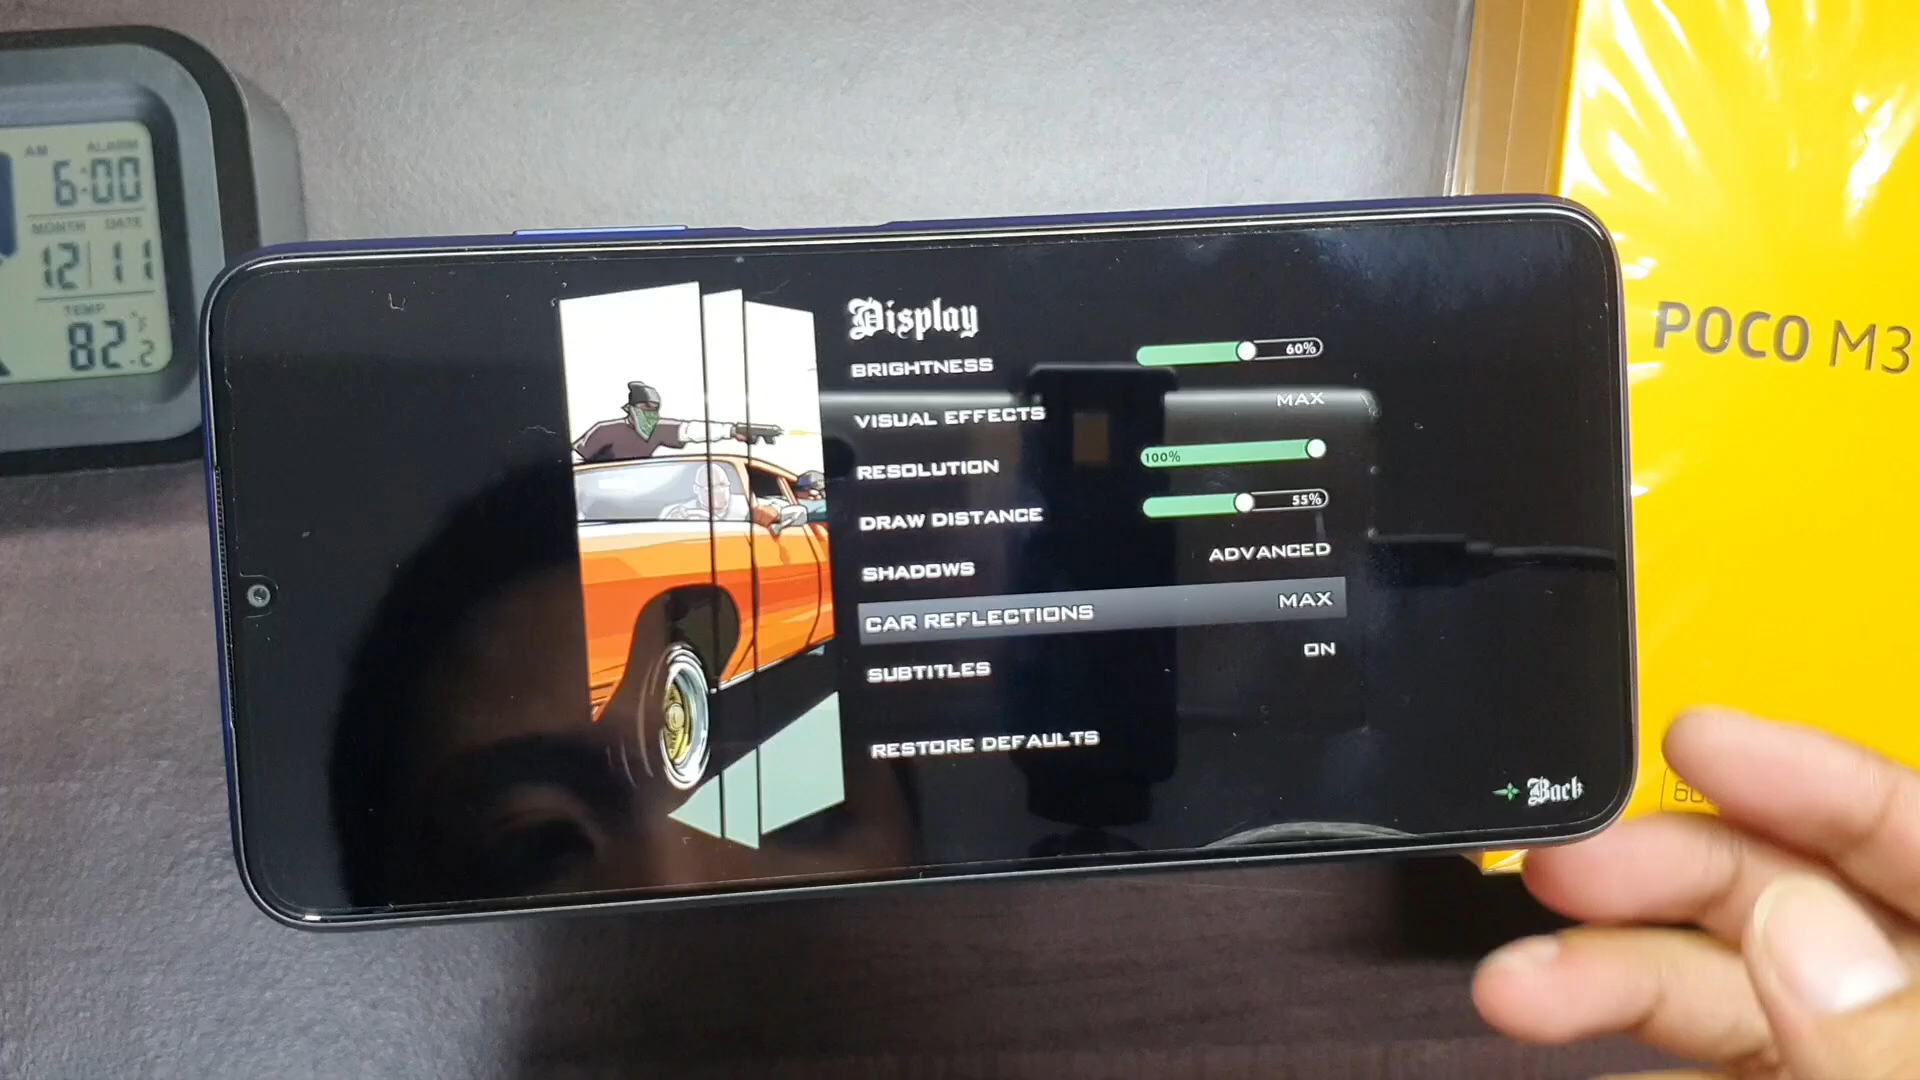 AM ALARM
6:00
MONTH DATE
12 11
TEMP
82.2 °F
Display
BRIGHTNESS 60%
VISUAL EFFECTS MAX
RESOLUTION 100%
DRAW DISTANCE 55%
SHADOWS ADVANCED
CAR REFLECTIONS MAX
SUBTITLES ON
RESTORE DEFAULTS
Back
POCO M3